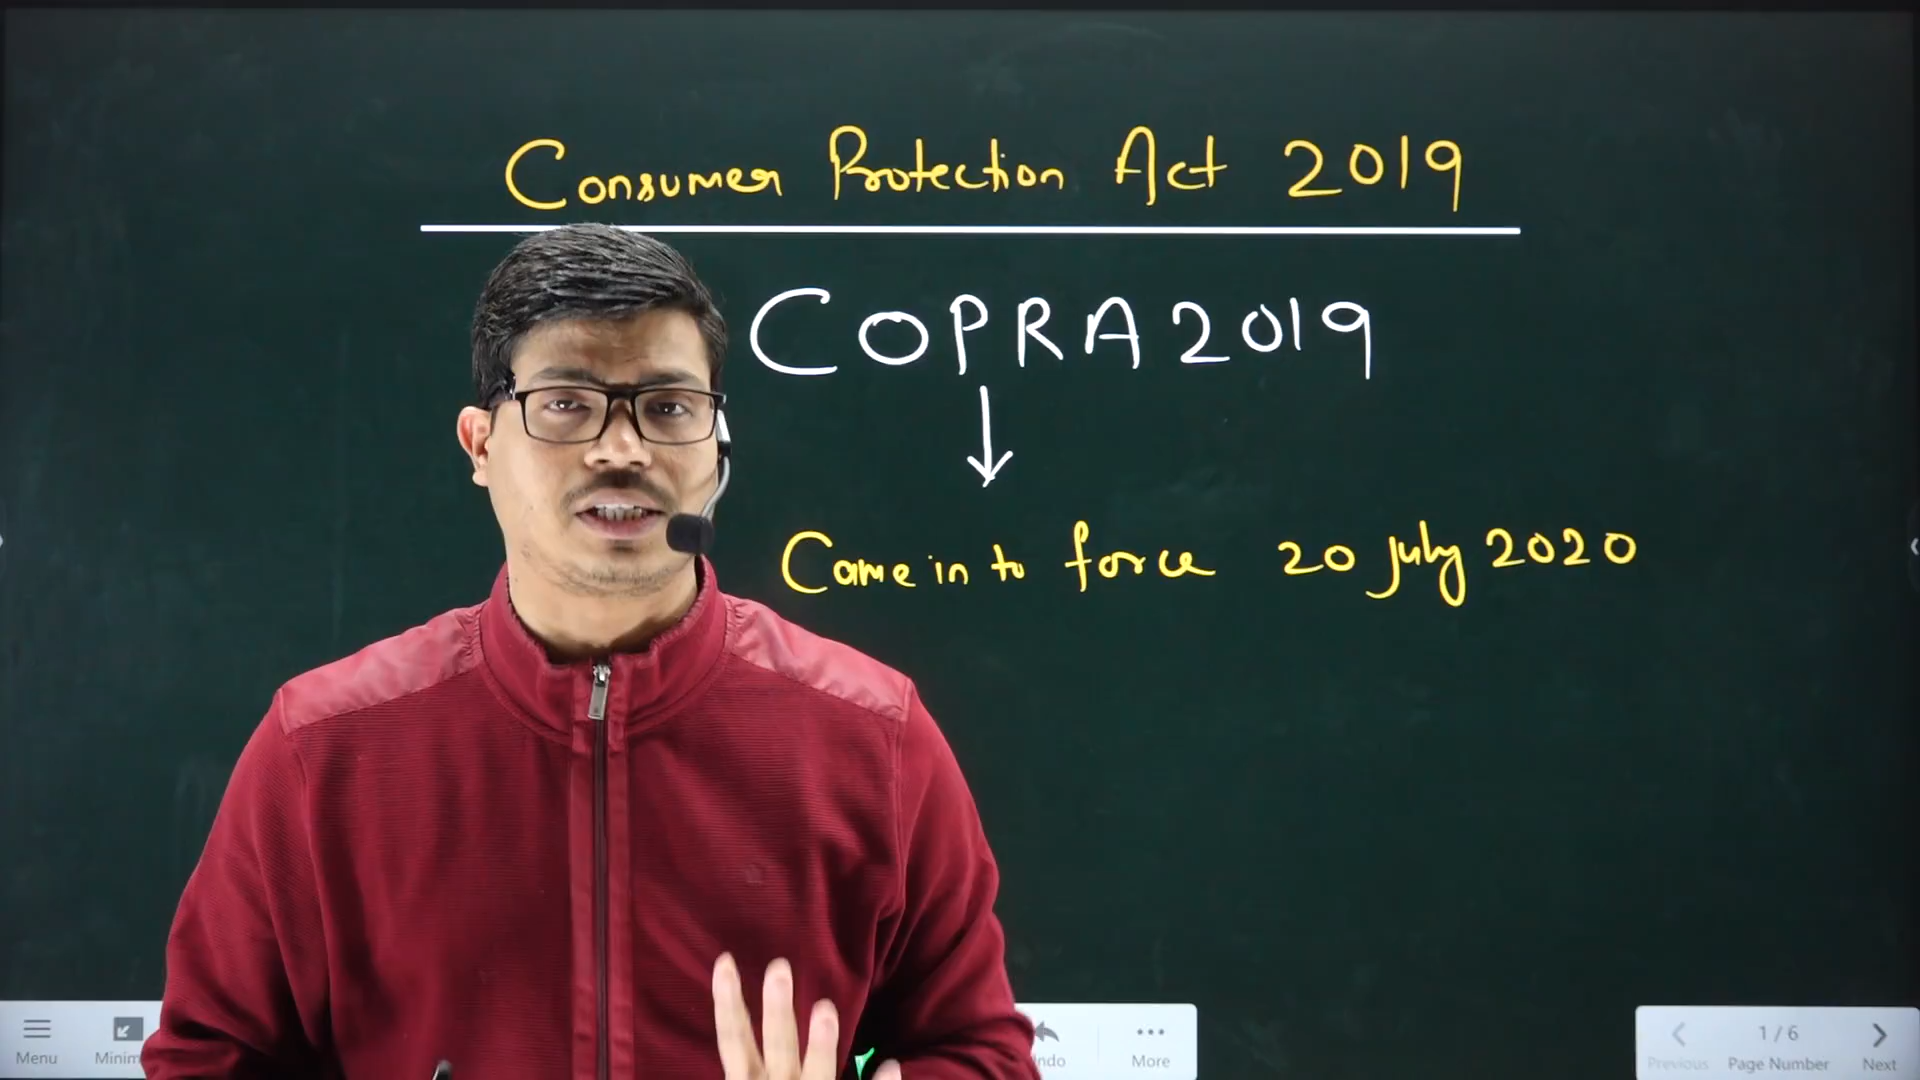 Consumer Protection Act 2019
COPRA 2019
Came in to force 20 july 2020
Menu
More
1 / 6
Previous
Page Number
Next